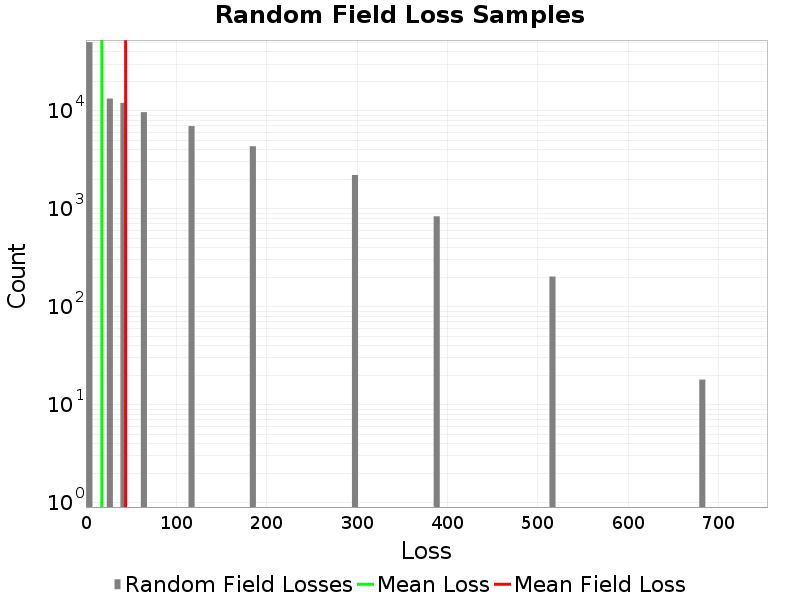 Random Field Loss Samples
Count
10^4
10^3
10^2
10^1
10^0
0 100 200 300 400 500 600 700
Loss
Random Field Losses Mean Loss Mean Field Loss